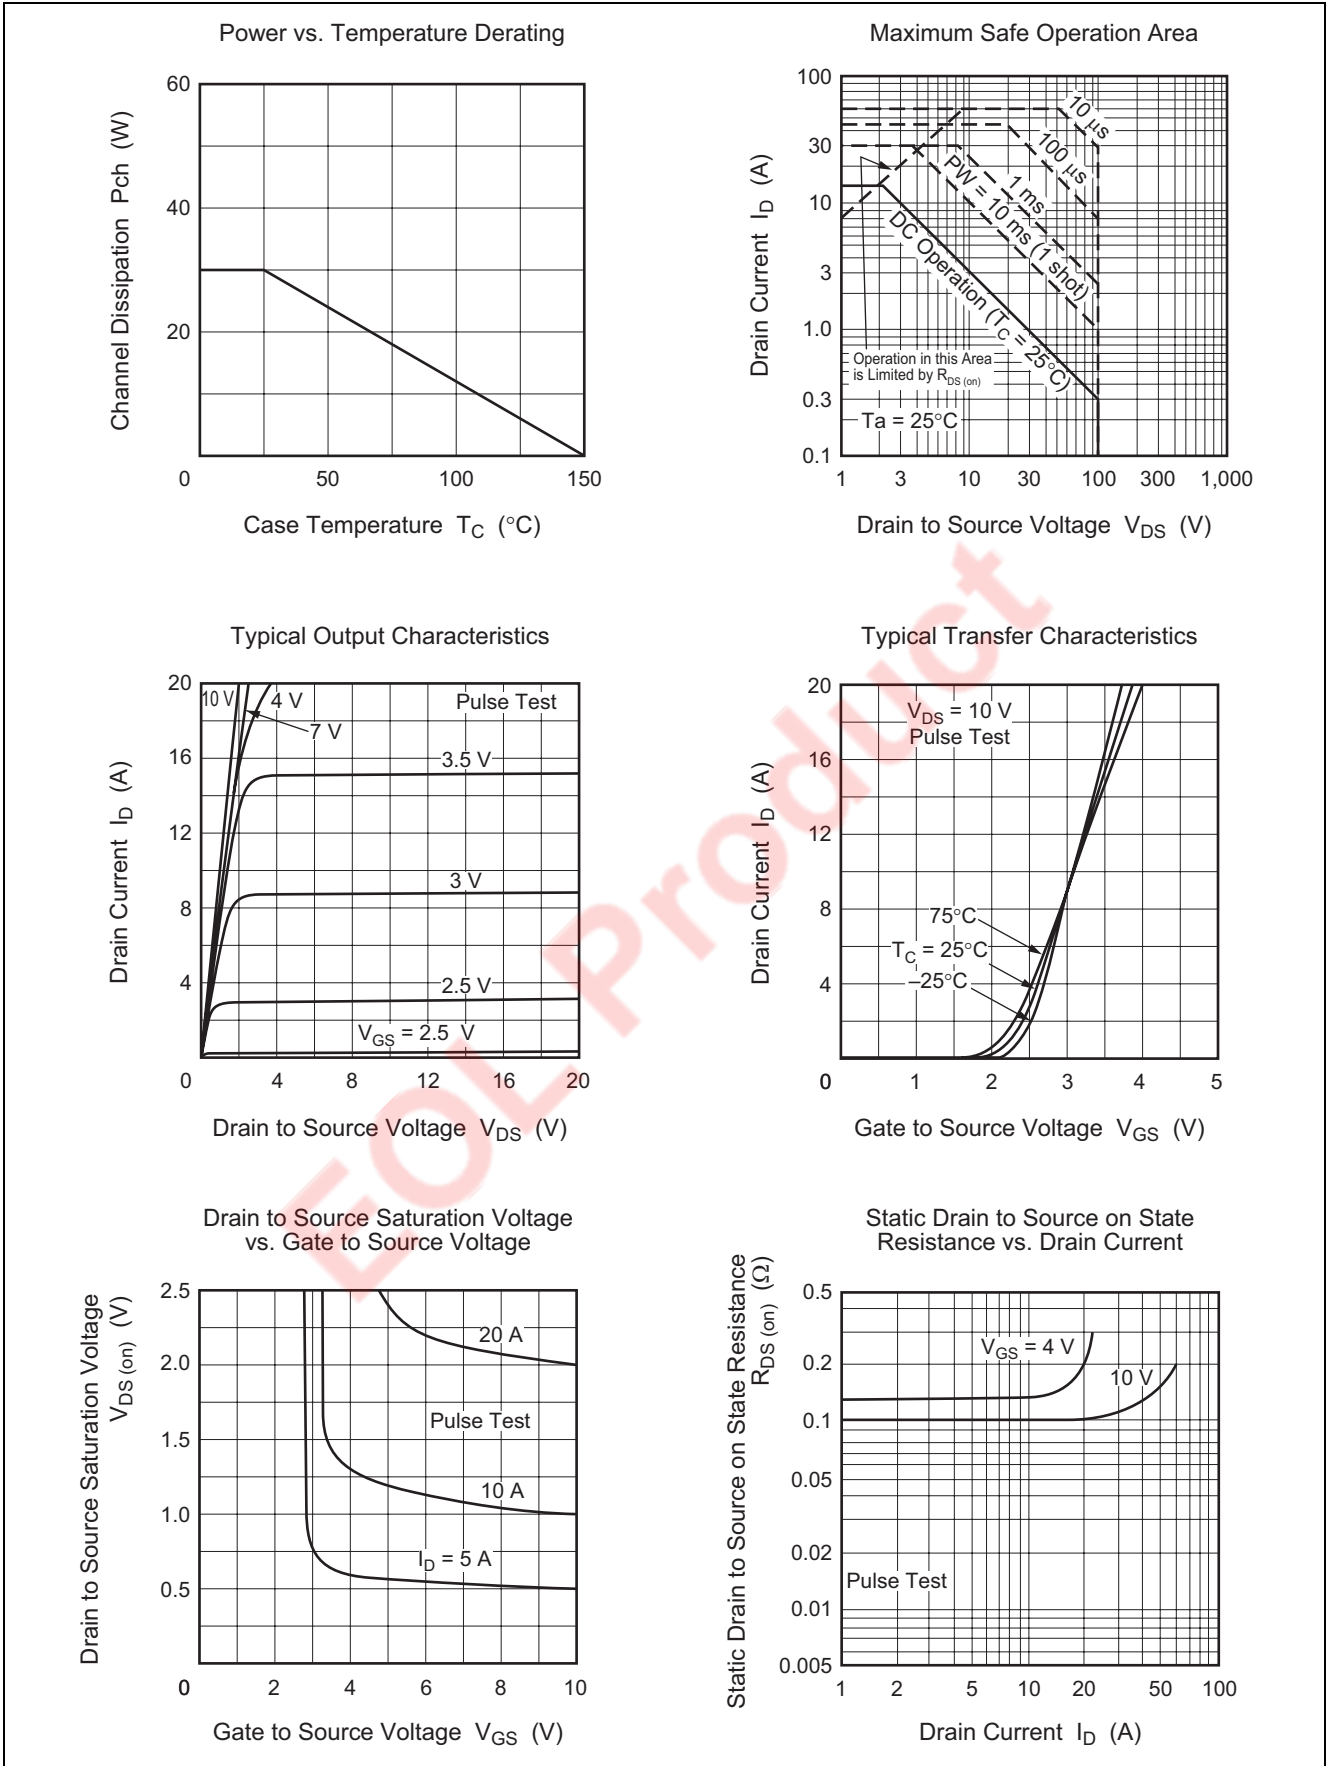 Power vs. Temperature Derating
Channel Dissipation Pch (W)
60
40
20
0
50
100
150
Case Temperature TC (°C)
Maximum Safe Operation Area
Drain Current ID (A)
100
30
10
3
1.0
0.3
0.1
10 μs
100 μs
1 ms
PW = 10 ms (1 shot)
DC Operation (TC = 25°C)
Operation in this Area
is Limited by RDS (on)
Ta = 25°C
1
3
10
30
100
300
1,000
Drain to Source Voltage VDS (V)
Typical Output Characteristics
Drain Current ID (A)
20
16
12
8
4
0
10 V
4 V
7 V
Pulse Test
3.5 V
3 V
2.5 V
VGS = 2.5 V
4
8
12
16
20
Drain to Source Voltage VDS (V)
Typical Transfer Characteristics
Drain Current ID (A)
20
16
12
8
4
0
VDS = 10 V
Pulse Test
75°C
TC = 25°C
–25°C
1
2
3
4
5
Gate to Source Voltage VGS (V)
Drain to Source Saturation Voltage
vs. Gate to Source Voltage
Drain to Source Saturation Voltage
VDS (on) (V)
2.5
2.0
1.5
1.0
0.5
0
20 A
Pulse Test
10 A
ID = 5 A
2
4
6
8
10
Gate to Source Voltage VGS (V)
Static Drain to Source on State
Resistance vs. Drain Current
Static Drain to Source on State Resistance
RDS (on) (Ω)
0.5
0.2
0.1
0.05
0.02
0.01
0.005
VGS = 4 V
10 V
Pulse Test
1
2
5
10
20
50
100
Drain Current ID (A)
EOL Product